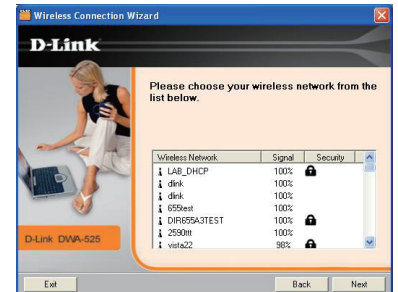 Wireless Connection Wizard
D-Link
Please choose your wireless network from the
list below.
Wireless Network Signal Security
LAB_DHCP 100%
dlink 100%
dlink 100%
655test 100%
DIR655A3TEST 100%
2590ttt 100%
vista22 98%
D-Link DWA-525
Exit Back Next